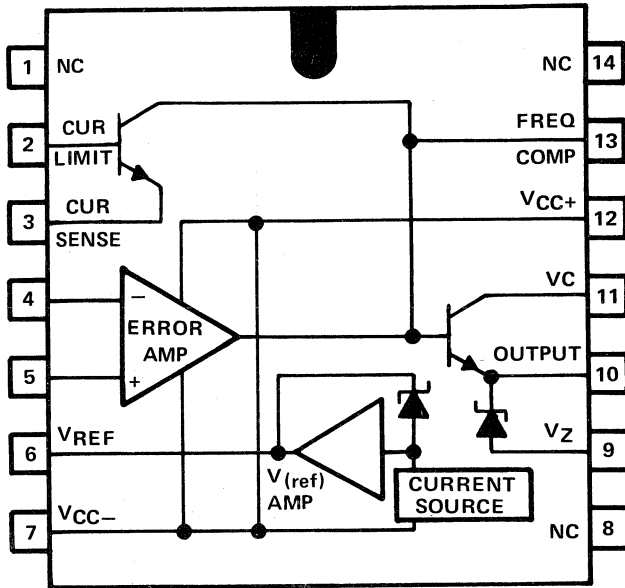 1 NC
NC 14
2 CUR
LIMIT
FREQ 13
COMP
3 CUR
SENSE
VCC+ 12
4 −
ERROR
AMP
VC 11
5 +
OUTPUT 10
6 VREF
V(ref)
AMP
VZ 9
CURRENT
SOURCE
7 VCC−
NC 8